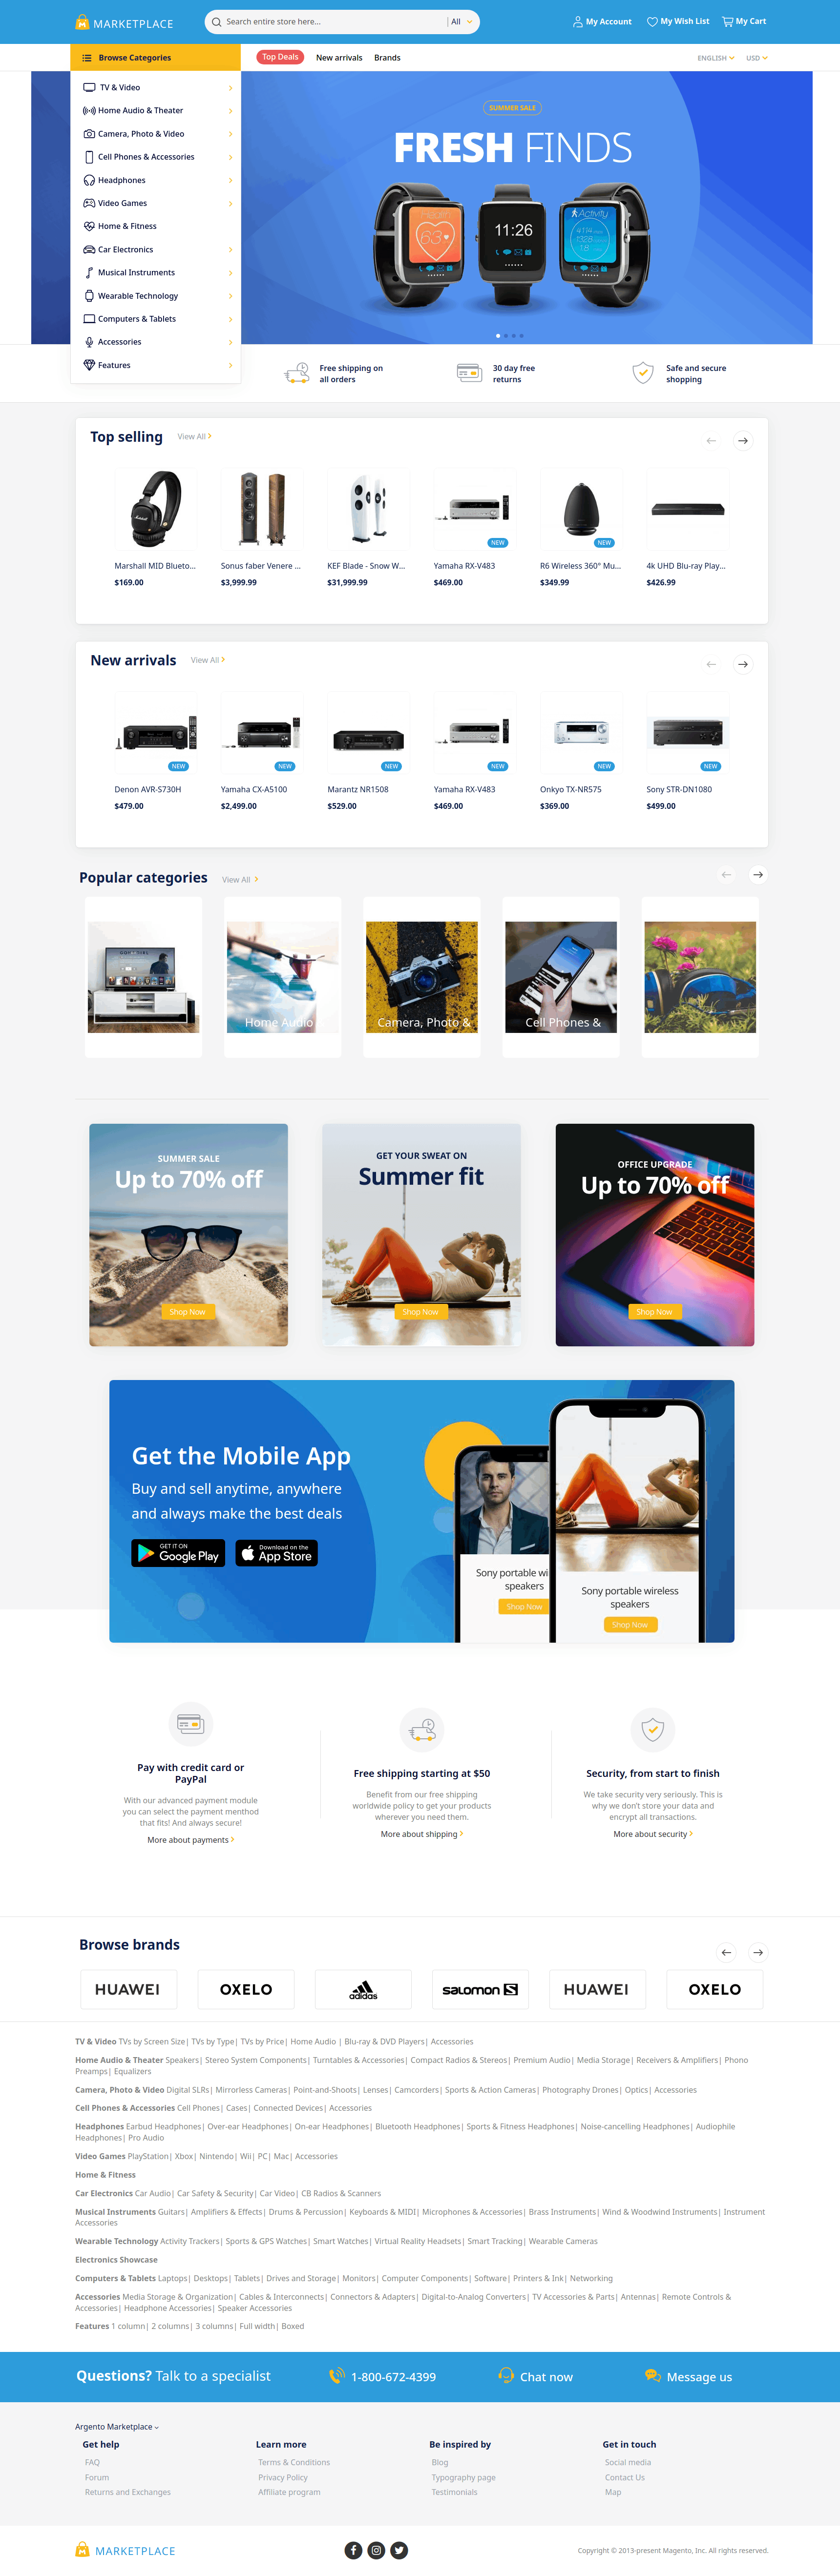 MARKETPLACE
Search entire store here...
All
My Account
My Wish List
My Cart
Browse Categories
Top Deals
New arrivals
Brands
ENGLISH
USD
TV & Video
Home Audio & Theater
Camera, Photo & Video
Cell Phones & Accessories
Headphones
Video Games
Home & Fitness
Car Electronics
Musical Instruments
Wearable Technology
Computers & Tablets
Accessories
Features
SUMMER SALE
FRESH FINDS
Health
63
11:26
Activity
4114
1328
18
Free shipping on
all orders
30 day free
returns
Safe and secure
shopping
Top selling
View All
NEW
NEW
Marshall MID Blueto...
Sonus faber Venere ...
KEF Blade - Snow W...
Yamaha RX-V483
R6 Wireless 360° Mu...
4k UHD Blu-ray Play...
$169.00
$3,999.99
$31,999.99
$469.00
$349.99
$426.99
New arrivals
View All
NEW
NEW
NEW
NEW
NEW
NEW
Denon AVR-S730H
Yamaha CX-A5100
Marantz NR1508
Yamaha RX-V483
Onkyo TX-NR575
Sony STR-DN1080
$479.00
$2,499.00
$529.00
$469.00
$369.00
$499.00
Popular categories
View All
Home Audio
Camera, Photo &
Cell Phones &
SUMMER SALE
Up to 70% off
Shop Now
GET YOUR SWEAT ON
Summer fit
Shop Now
OFFICE UPGRADE
Up to 70% off
Shop Now
Get the Mobile App
Buy and sell anytime, anywhere
and always make the best deals
GET IT ON
Google Play
Download on the
App Store
Sony portable wi
speakers
Shop Now
Sony portable wireless
speakers
Shop Now
Pay with credit card or
PayPal
With our advanced payment module
you can select the payment menthod
that fits! And always secure!
More about payments
Free shipping starting at $50
Benefit from our free shipping
worldwide policy to get your products
wherever you need them.
More about shipping
Security, from start to finish
We take security very seriously. This is
why we don't store your data and
encrypt all transactions.
More about security
Browse brands
HUAWEI
OXELO
adidas
salomon S
HUAWEI
OXELO
TV & Video TVs by Screen Size| TVs by Type| TVs by Price| Home Audio | Blu-ray & DVD Players| Accessories
Home Audio & Theater Speakers| Stereo System Components| Turntables & Accessories| Compact Radios & Stereos| Premium Audio| Media Storage| Receivers & Amplifiers| Phono
Preamps| Equalizers
Camera, Photo & Video Digital SLRs| Mirrorless Cameras| Point-and-Shoots| Lenses| Camcorders| Sports & Action Cameras| Photography Drones| Optics| Accessories
Cell Phones & Accessories Cell Phones| Cases| Connected Devices| Accessories
Headphones Earbud Headphones| Over-ear Headphones| On-ear Headphones| Bluetooth Headphones| Sports & Fitness Headphones| Noise-cancelling Headphones| Audiophile
Headphones| Pro Audio
Video Games PlayStation| Xbox| Nintendo| Wii| PC| Mac| Accessories
Home & Fitness
Car Electronics Car Audio| Car Safety & Security| Car Video| CB Radios & Scanners
Musical Instruments Guitars| Amplifiers & Effects| Drums & Percussion| Keyboards & MIDI| Microphones & Accessories| Brass Instruments| Wind & Woodwind Instruments| Instrument
Accessories
Wearable Technology Activity Trackers| Sports & GPS Watches| Smart Watches| Virtual Reality Headsets| Smart Tracking| Wearable Cameras
Electronics Showcase
Computers & Tablets Laptops| Desktops| Tablets| Drives and Storage| Monitors| Computer Components| Software| Printers & Ink| Networking
Accessories Media Storage & Organization| Cables & Interconnects| Connectors & Adapters| Digital-to-Analog Converters| TV Accessories & Parts| Antennas| Remote Controls &
Accessories| Headphone Accessories| Speaker Accessories
Features 1 column| 2 columns| 3 columns| Full width| Boxed
Questions? Talk to a specialist
1-800-672-4399
Chat now
Message us
Argento Marketplace
Get help
FAQ
Forum
Returns and Exchanges
Learn more
Terms & Conditions
Privacy Policy
Affiliate program
Be inspired by
Blog
Typography page
Testimonials
Get in touch
Social media
Contact Us
Map
MARKETPLACE
Copyright © 2013-present Magento, Inc. All rights reserved.